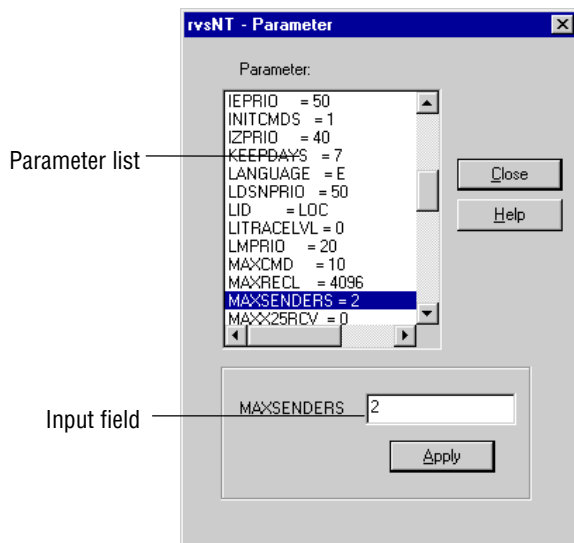 rvsNT - Parameter
Parameter:
IEPRIO = 50
INITCMDS = 1
IZPRIO = 40
KEEPDAYS = 7
LANGUAGE = E
LDSNPRIO = 50
LID = LOC
LITRACELVL = 0
LMPRIO = 20
MAXCMD = 10
MAXRECL = 4096
MAXSENDERS = 2
MAXX25RCV = 0
Parameter list
Close
Help
Input field
MAXSENDERS 2
Apply